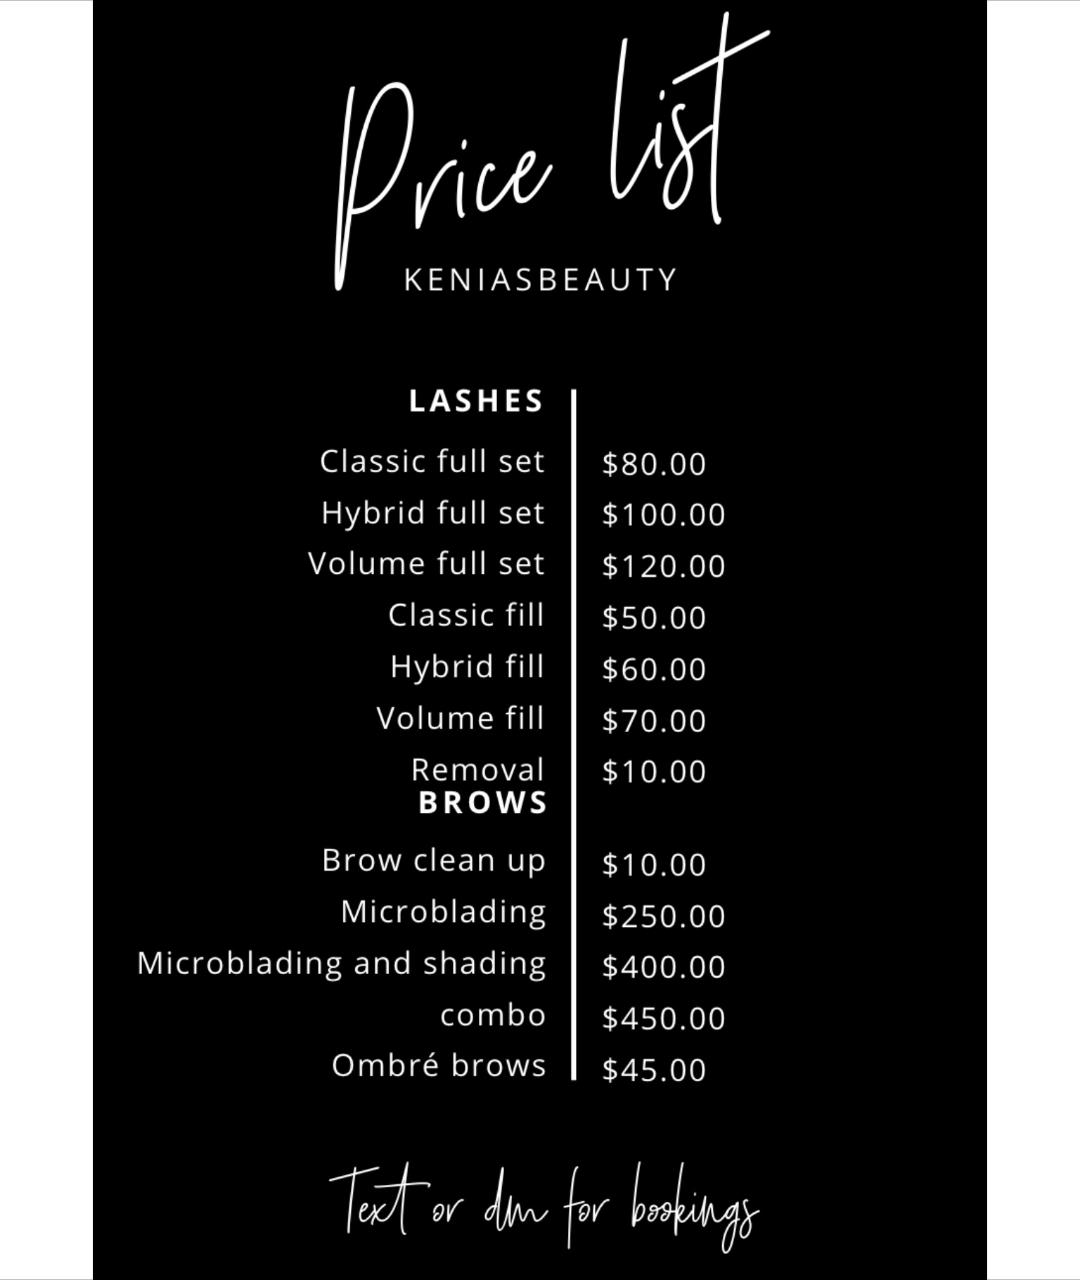 Price list
KENIASBEAUTY
LASHES
Classic full set $80.00
Hybrid full set $100.00
Volume full set $120.00
Classic fill $50.00
Hybrid fill $60.00
Volume fill $70.00
Removal $10.00
BROWS
Brow clean up $10.00
Microblading $250.00
Microblading and shading $400.00
combo $450.00
Ombré brows $45.00
Text or dm for bookings